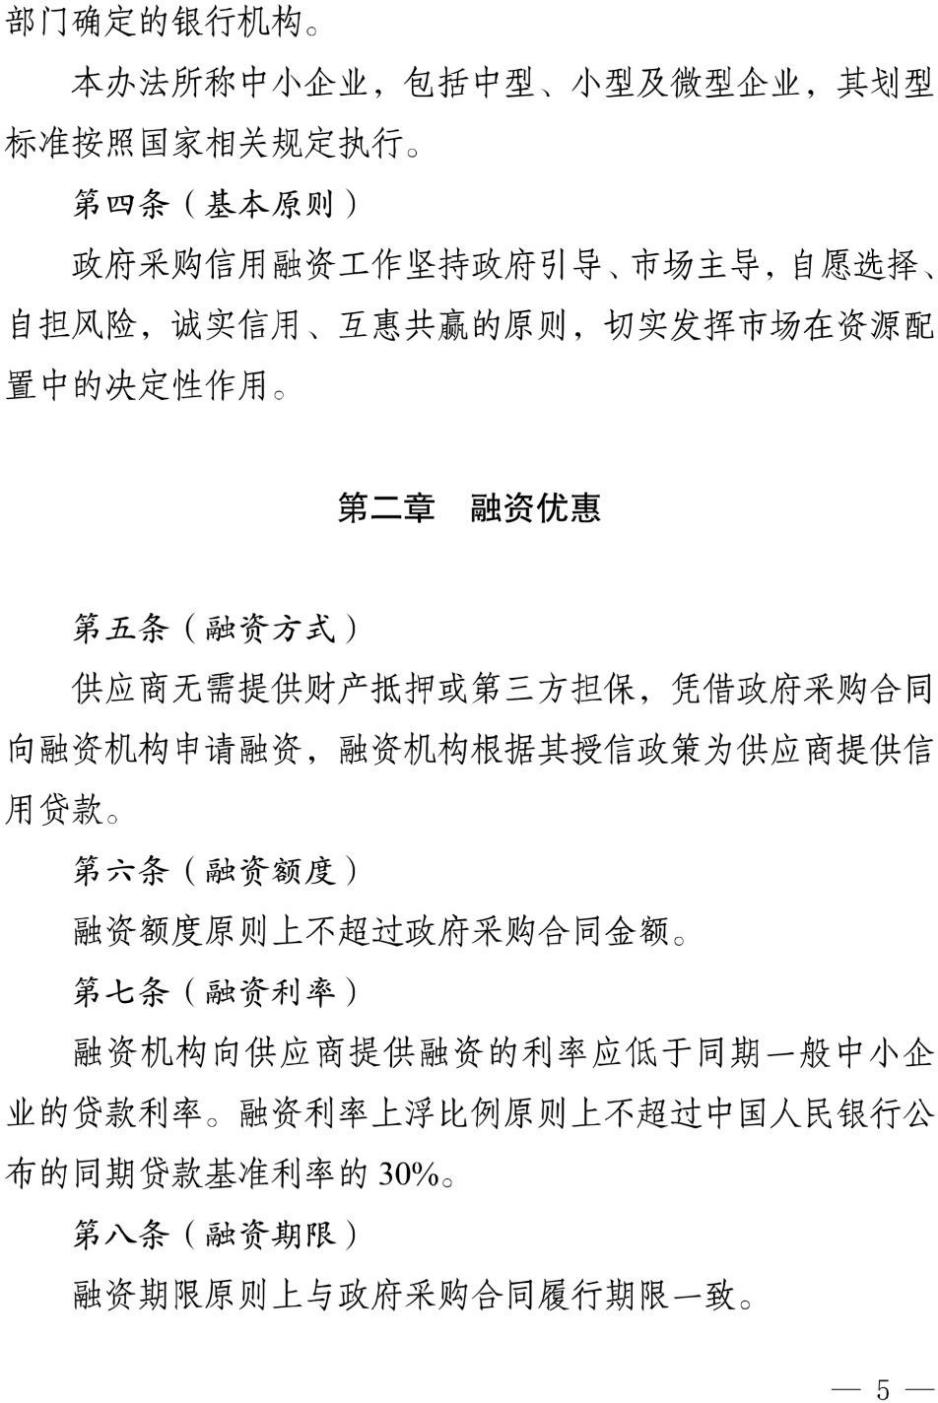 部门确定的银行机构。
本办法所称中小企业，包括中型、小型及微型企业，其划型
标准按照国家相关规定执行。
第四条（基本原则）
政府采购信用融资工作坚持政府引导、市场主导，自愿选择、
自担风险，诚实信用、互惠共赢的原则，切实发挥市场在资源配
置中的决定性作用。
第二章　融资优惠
第五条（融资方式）
供应商无需提供财产抵押或第三方担保，凭借政府采购合同
向融资机构申请融资，融资机构根据其授信政策为供应商提供信
用贷款。
第六条（融资额度）
融资额度原则上不超过政府采购合同金额。
第七条（融资利率）
融资机构向供应商提供融资的利率应低于同期一般中小企
业的贷款利率。融资利率上浮比例原则上不超过中国人民银行公
布的同期贷款基准利率的 30%。
第八条（融资期限）
融资期限原则上与政府采购合同履行期限一致。
— 5 —